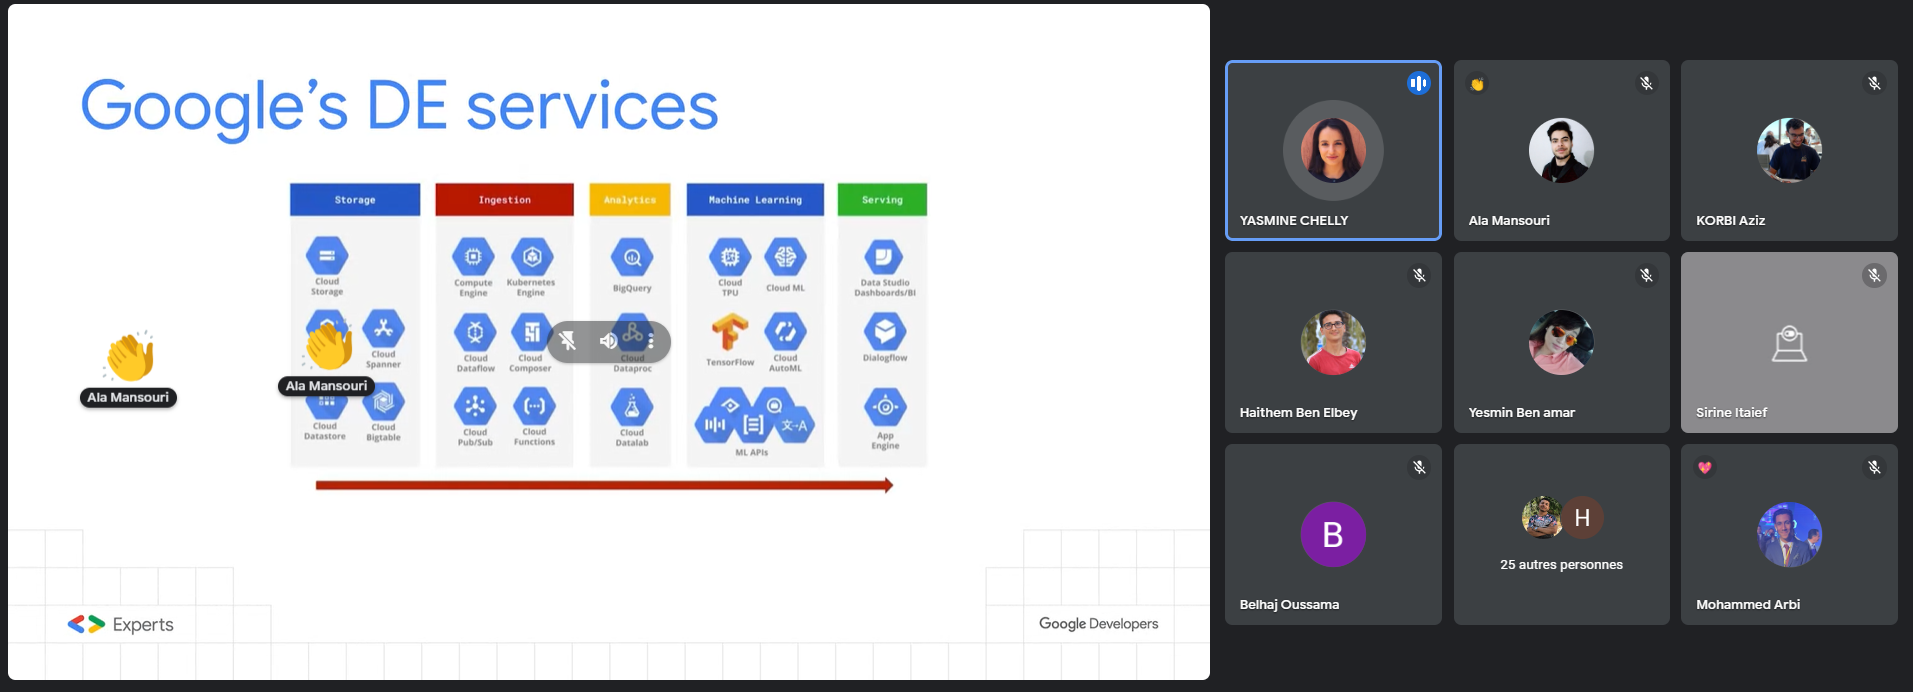 Google's DE services
Storage
Ingestion
Analytics
Machine Learning
Serving
Cloud
Storage
Compute
Engine
Kubernetes
Engine
BigQuery
Cloud
TPU
Cloud ML
Data Studio
Dashboards/BI
Cloud
Spanner
Cloud
Dataflow
Cloud
Composer
Cloud
Dataproc
TensorFlow
Cloud
AutoML
Dialogflow
Cloud
Datastore
Cloud
Bigtable
Cloud
Pub/Sub
Cloud
Functions
Cloud
Datalab
文A
ML APIs
App
Engine
Ala Mansouri
Ala Mansouri
Experts
Google Developers
YASMINE CHELLY
Ala Mansouri
KORBI Aziz
Haithem Ben Elbey
Yesmin Ben amar
Sirine Itaief
B
Belhaj Oussama
H
25 autres personnes
Mohammed Arbi